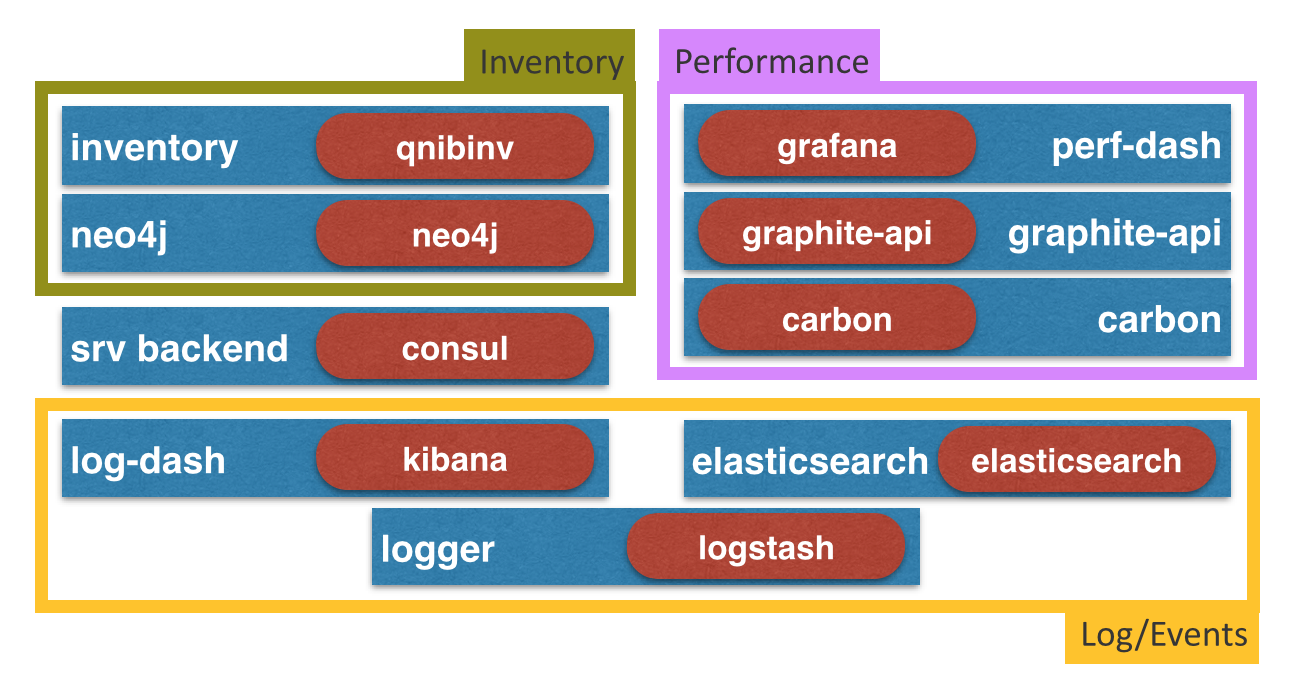 Inventory
inventory qnibinv
neo4j neo4j
Performance
grafana perf-dash
graphite-api graphite-api
carbon carbon
srv backend consul
log-dash kibana
elasticsearch elasticsearch
logger logstash
Log/Events